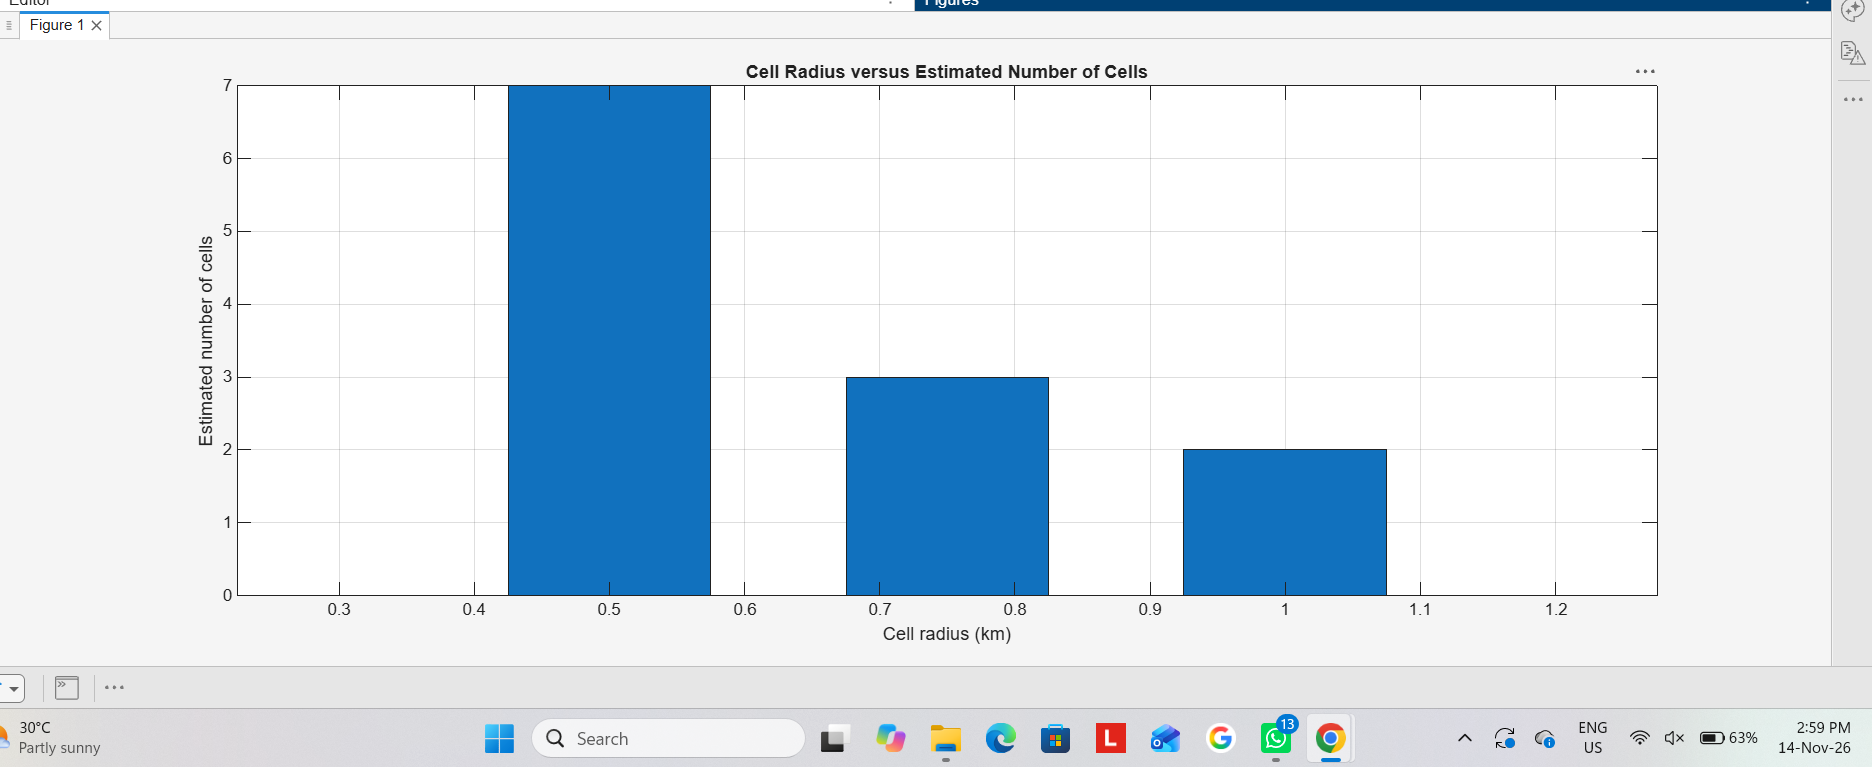 Editor
Figures
Figure 1
Cell Radius versus Estimated Number of Cells
7
6
5
4
3
2
1
0
Estimated number of cells
0.3 0.4 0.5 0.6 0.7 0.8 0.9 1 1.1 1.2
Cell radius (km)
30°C
Partly sunny
Search
L
13
ENG
US
63%
2:59 PM
14-Nov-26